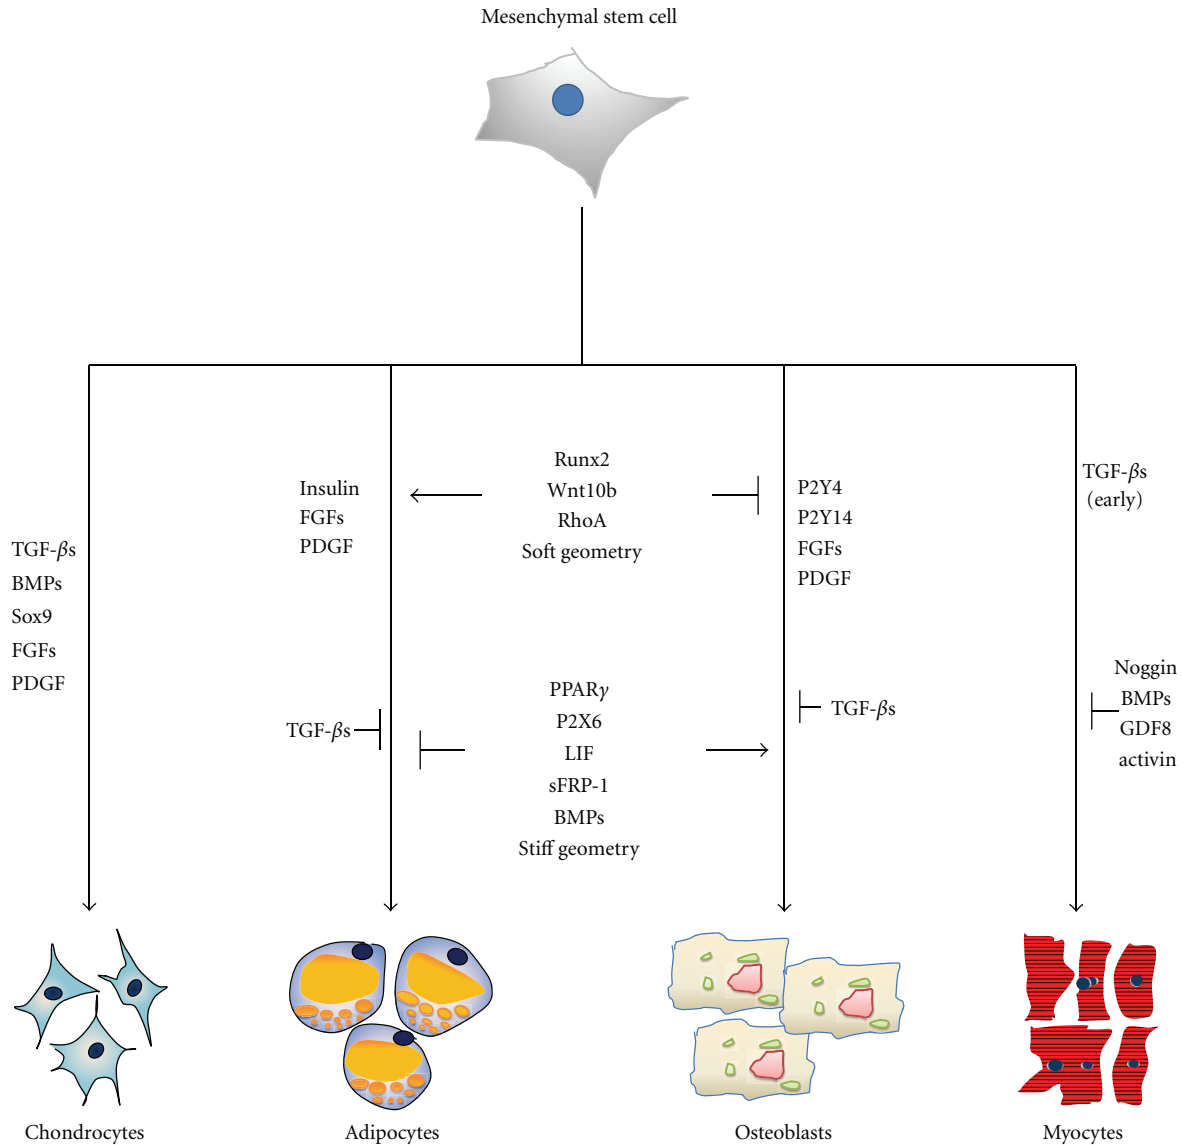 Mesenchymal stem cell
TGF-βs
BMPs
Sox9
FGFs
PDGF
Insulin
FGFs
PDGF
TGF-βs
Runx2
Wnt10b
RhoA
Soft geometry
PPARγ
P2X6
LIF
sFRP-1
BMPs
Stiff geometry
P2Y4
P2Y14
FGFs
PDGF
TGF-βs
TGF-βs
(early)
Noggin
BMPs
GDF8
activin
Chondrocytes
Adipocytes
Osteoblasts
Myocytes